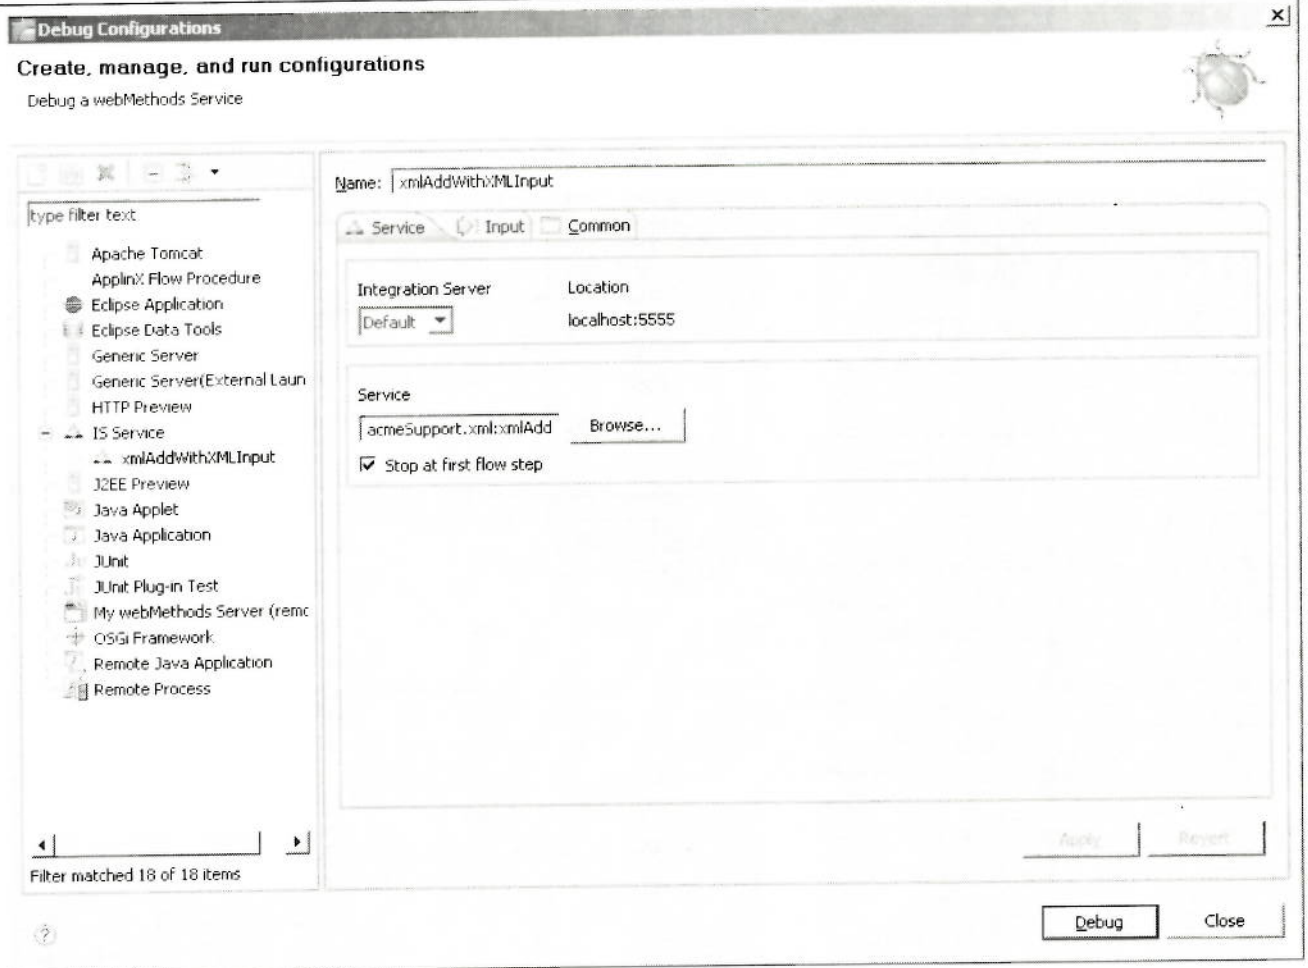 Debug Configurations
Create, manage, and run configurations
Debug a webMethods Service
type filter text
Apache Tomcat
ApplinX Flow Procedure
Eclipse Application
Eclipse Data Tools
Generic Server
Generic Server(External Laun
HTTP Preview
IS Service
xmlAddWithXMLInput
J2EE Preview
Java Applet
Java Application
JUnit
JUnit Plug-in Test
My webMethods Server (remo
OSGi Framework
Remote Java Application
Remote Process
Filter matched 18 of 18 items
Name: xmlAddWithXMLInput
Service Input Common
Integration Server Location
Default localhost:5555
Service
acmeSupport.xml:xmlAdd Browse...
Stop at first flow step
Apply Revert
Debug Close